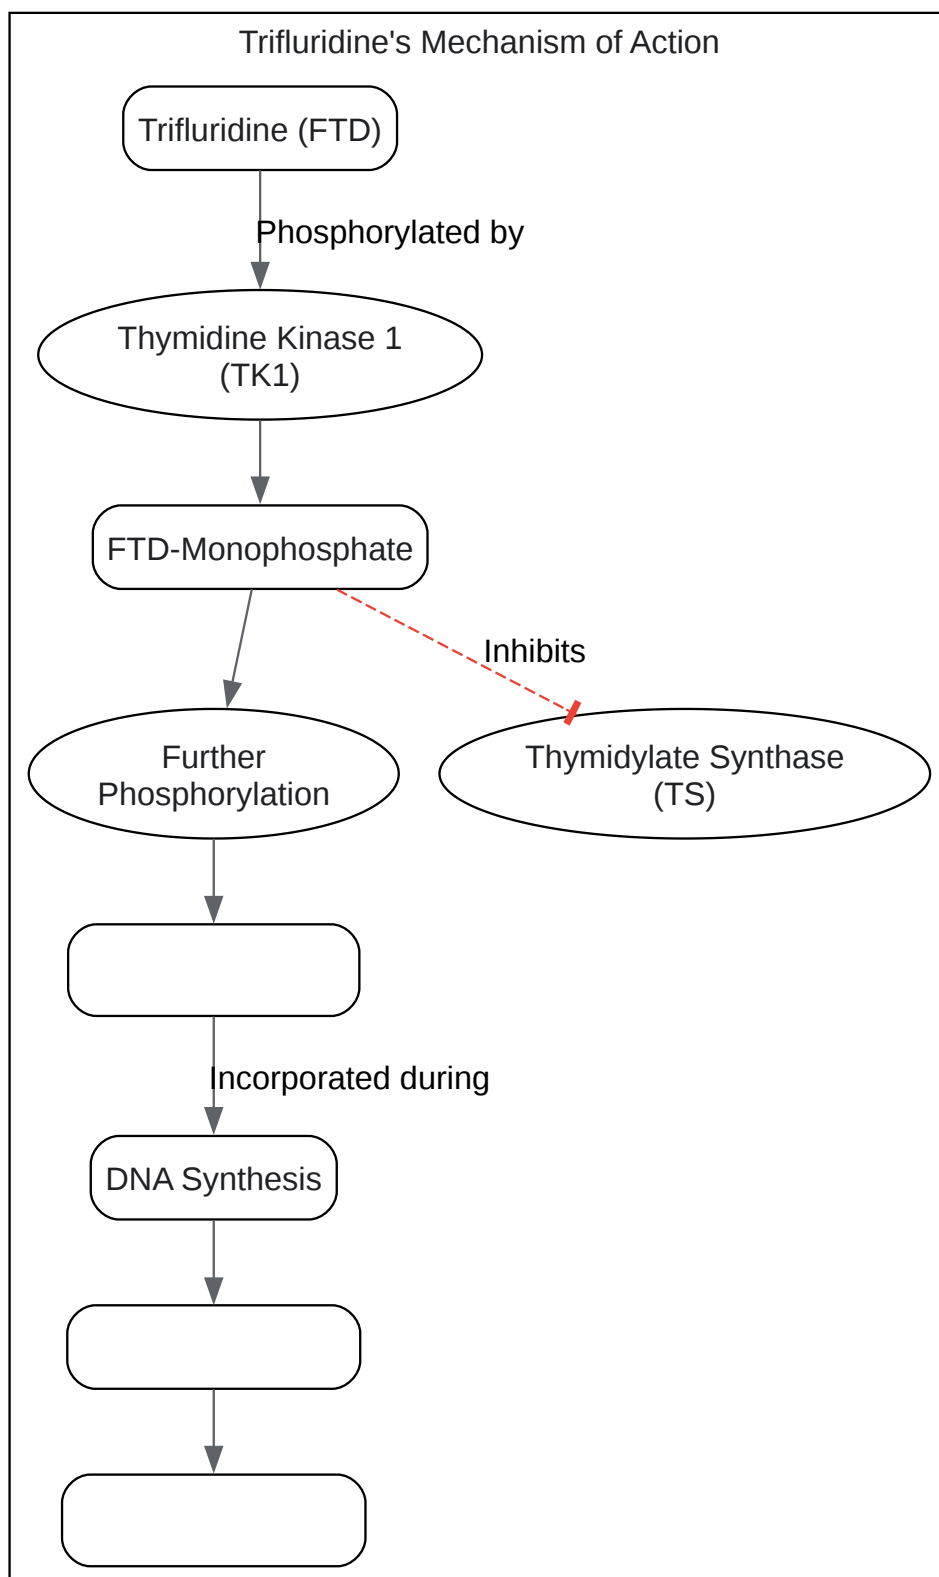 Trifluridine's Mechanism of Action
Trifluridine (FTD)
Phosphorylated by
Thymidine Kinase 1
(TK1)
FTD-Monophosphate
Inhibits
Further
Phosphorylation
Thymidylate Synthase
(TS)
Incorporated during
DNA Synthesis